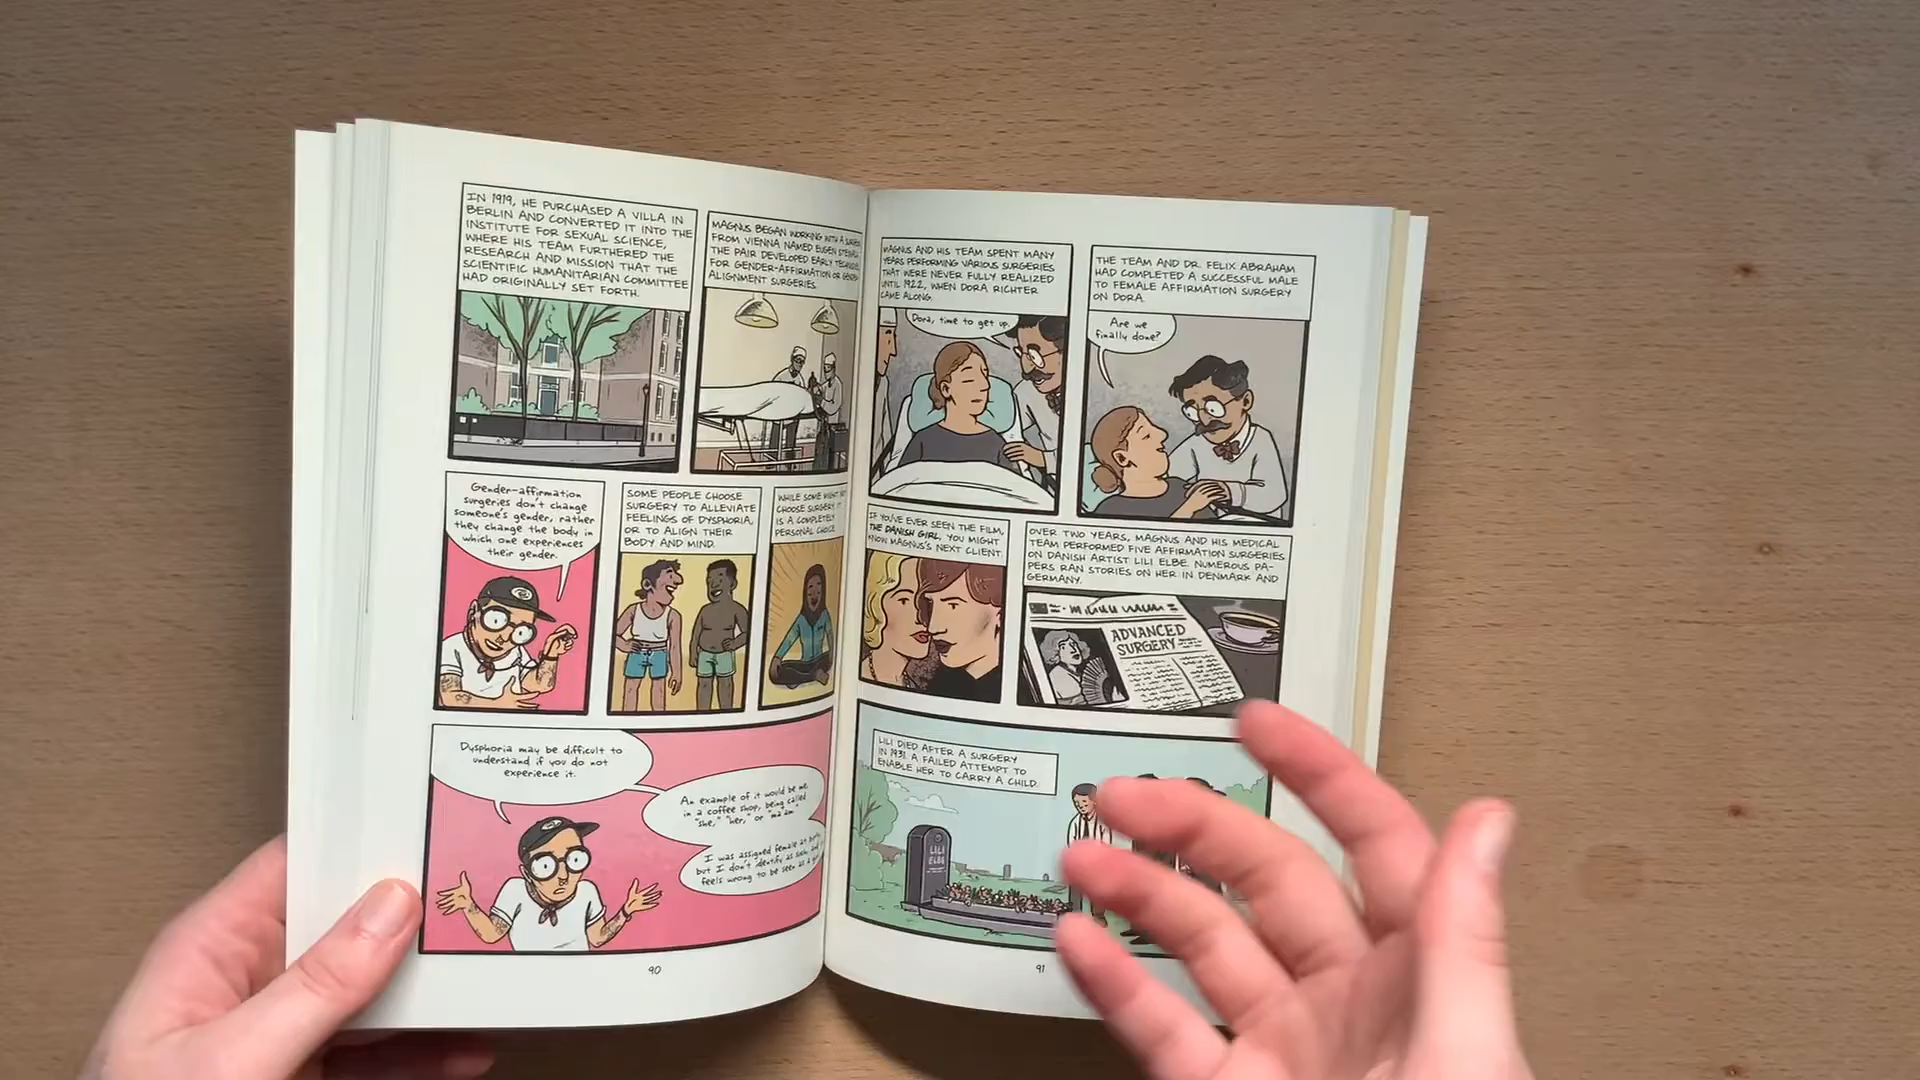 IN 1919, HE PURCHASED A VILLA IN
BERLIN AND CONVERTED IT INTO THE
INSTITUTE FOR SEXUAL SCIENCE,
WHERE HIS TEAM FURTHERED THE
RESEARCH AND MISSION THAT THE
SCIENTIFIC HUMANITARIAN COMMITTEE
HAD ORIGINALLY SET FORTH.
MAGNUS BEGAN WORKING WITH A
FROM VIENNA NAMED EUGEN
THE PAIR DEVELOPED EARLY
FOR GENDER-AFFIRMATION OR
ALIGNMENT SURGERIES.
Gender-affirmation
surgeries don't change
someone's gender, rather
they change the body in
which one experiences
their gender.
SOME PEOPLE CHOOSE
SURGERY TO ALLEVIATE
FEELINGS OF DYSPHORIA,
OR TO ALIGN THEIR
BODY AND MIND.
WHILE SOME MIGHT
CHOOSE SURGERY, IT
IS A COMPLETELY
PERSONAL CHOICE.
Dysphoria may be difficult to
understand if you do not
experience it.
An example of it would be me,
in a coffee shop, being called
"she," "her," or "ma'am"
I was assigned female at birth,
but I don't identify as such, and
feels wrong to be seen as a
90
MAGNUS AND HIS TEAM SPENT MANY
YEARS PERFORMING VARIOUS SURGERIES
THAT WERE NEVER FULLY REALIZED
UNTIL 1922, WHEN DORA RICHTER
CAME ALONG.
Dora, time to get up.
THE TEAM AND DR. FELIX ABRAHAM
HAD COMPLETED A SUCCESSFUL MALE
TO FEMALE AFFIRMATION SURGERY
ON DORA.
Are we
finally done?
IF YOU'VE EVER SEEN THE FILM,
THE DANISH GIRL, YOU MIGHT
KNOW MAGNUS'S NEXT CLIENT.
OVER TWO YEARS, MAGNUS AND HIS MEDICAL
TEAM PERFORMED FIVE AFFIRMATION SURGERIES
ON DANISH ARTIST LILI ELBE. NUMEROUS PA-
PERS RAN STORIES ON HER IN DENMARK AND
GERMANY.
ADVANCED
SURGERY
LILI DIED AFTER A SURGERY
IN 1931. A FAILED ATTEMPT TO
ENABLE HER TO CARRY A CHILD.
LILI
ELBE
91